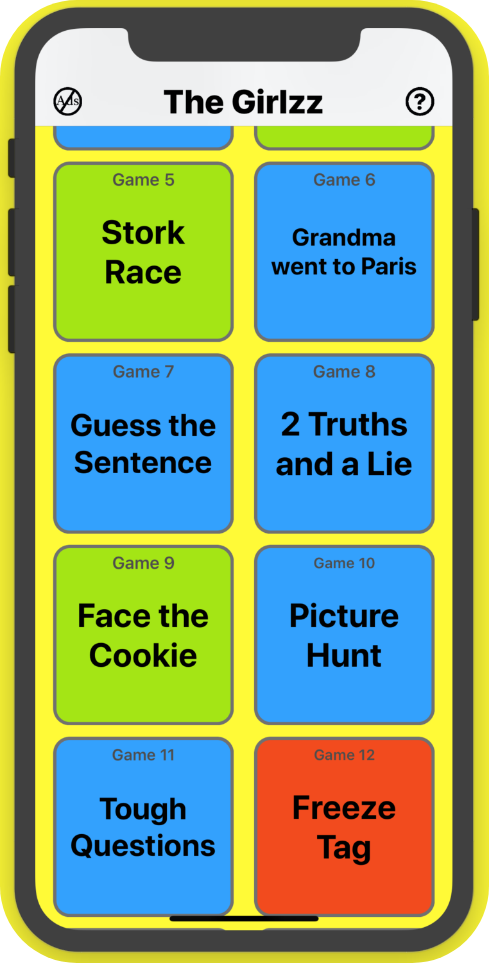 Ads
The Girlzz
?
Game 5
Stork
Race
Game 6
Grandma
went to Paris
Game 7
Guess the
Sentence
Game 8
2 Truths
and a Lie
Game 9
Face the
Cookie
Game 10
Picture
Hunt
Game 11
Tough
Questions
Game 12
Freeze
Tag